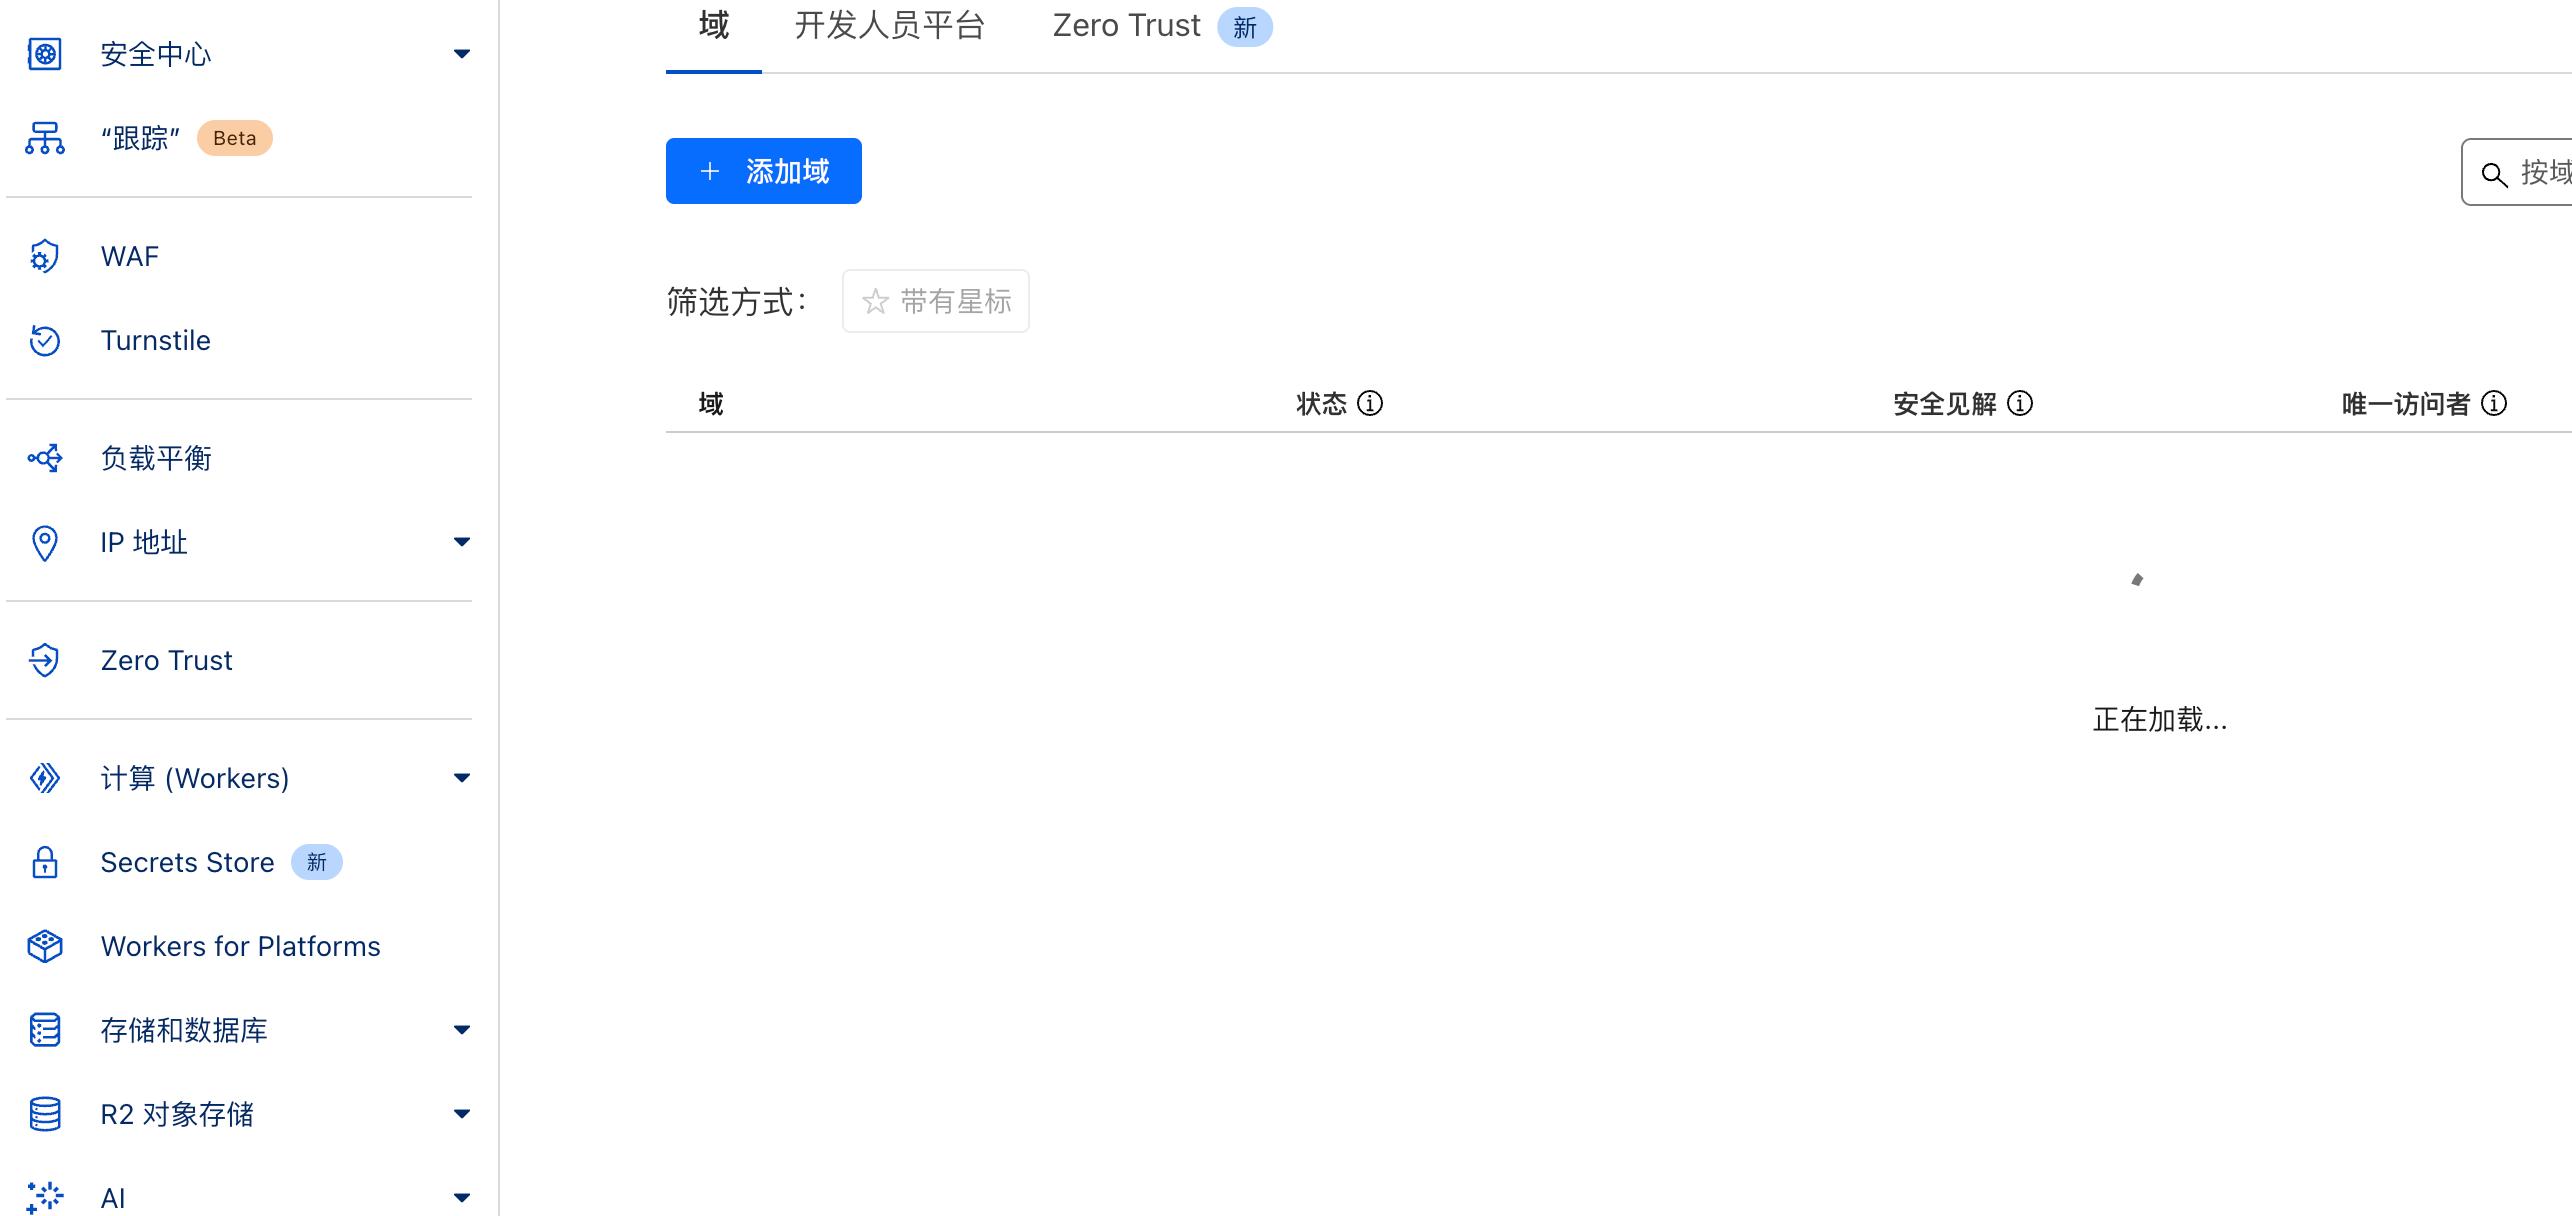 安全中心
“跟踪” Beta
WAF
Turnstile
负载平衡
IP 地址
Zero Trust
计算 (Workers)
Secrets Store 新
Workers for Platforms
存储和数据库
R2 对象存储
AI
域 开发人员平台 Zero Trust 新
+ 添加域
按域
筛选方式： 带有星标
域 状态 安全见解 唯一访问者
正在加载...